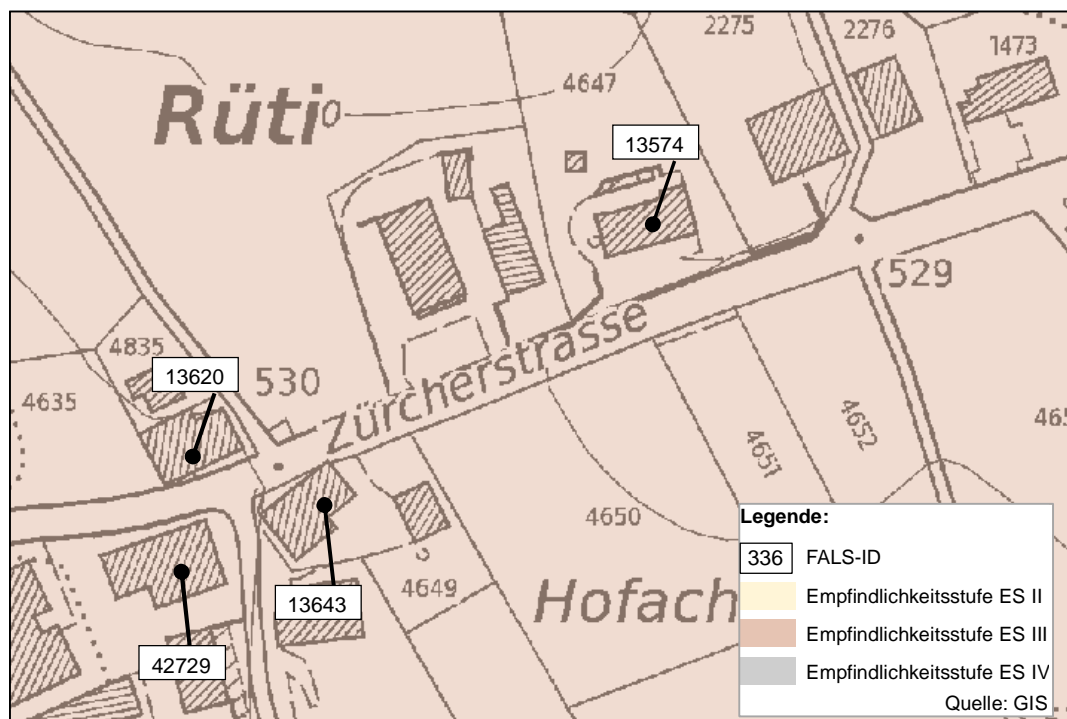 2275
2276
1473
4647
Rüti
13574
529
Zürcherstrasse
4835
13620
530
4635
4652
4651
465
4650
13643
4649
Hofach
42729
Legende:
336 FALS-ID
Empfindlichkeitsstufe ES II
Empfindlichkeitsstufe ES III
Empfindlichkeitsstufe ES IV
Quelle: GIS